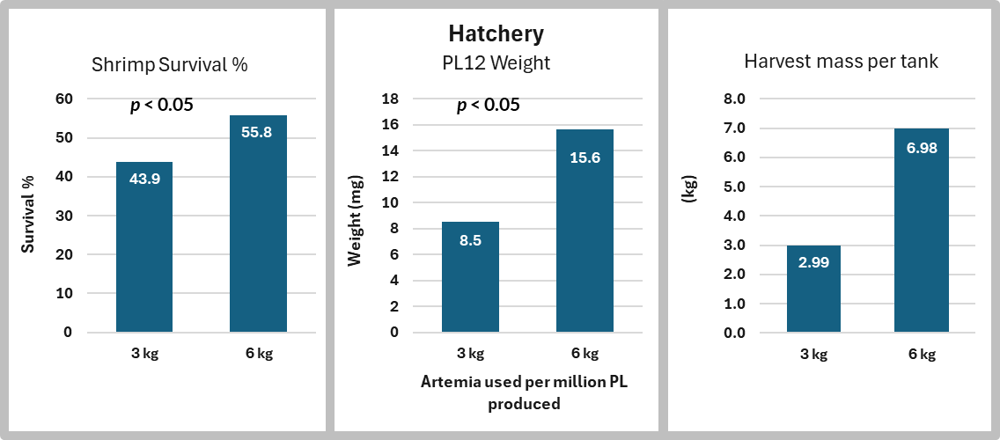 Hatchery
Shrimp Survival %
PL12 Weight
Harvest mass per tank
Survival %
60
50
40
30
20
10
0
p < 0.05
43.9
55.8
3 kg
6 kg
Weight (mg)
18
16
14
12
10
8
6
4
2
0
p < 0.05
8.5
15.6
3 kg
6 kg
Artemia used per million PL
produced
(kg)
8.0
7.0
6.0
5.0
4.0
3.0
2.0
1.0
0.0
2.99
6.98
3 kg
6 kg